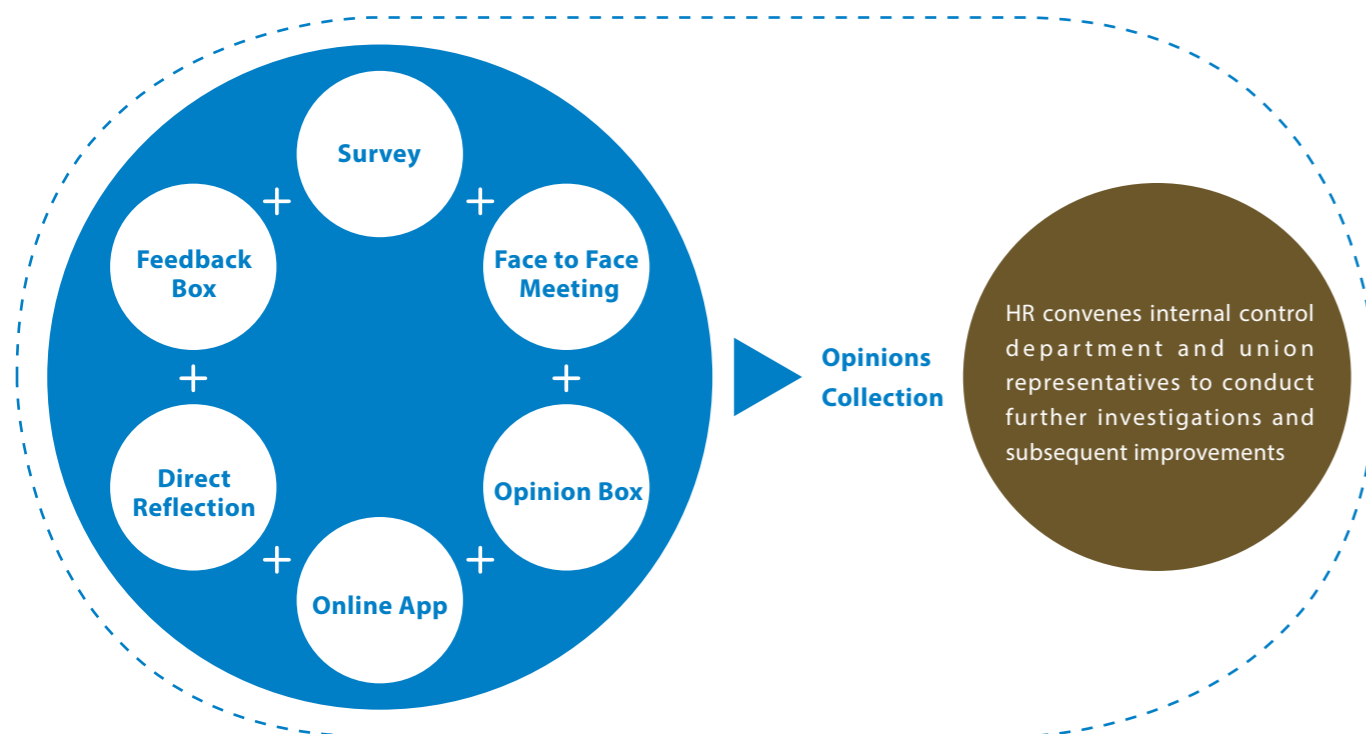 Survey
Feedback
Box
Face to Face
Meeting
Direct
Reflection
Opinion Box
Online App
Opinions
Collection
HR convenes internal control
department and union
representatives to conduct
further investigations and
subsequent improvements